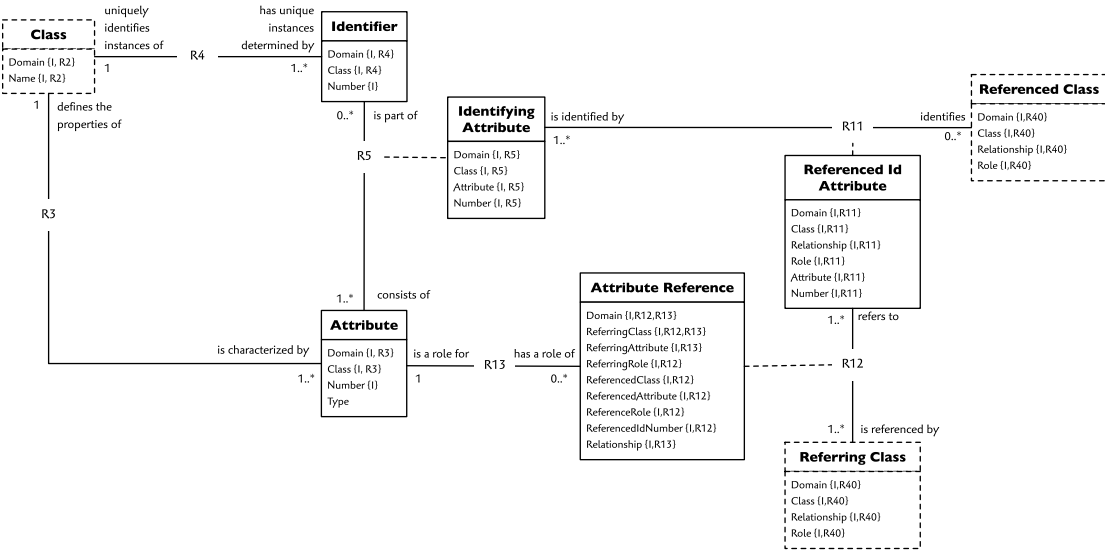 Class
Domain {I, R2}
Name {I, R2}
uniquely
identifies
instances of
1
R4
has unique
instances
determined by
1..*
Identifier
Domain {I, R4}
Class {I, R4}
Number {I}
1
defines the
properties of
0..*
is part of
R5
Identifying
Attribute
Domain {I, R5}
Class {I, R5}
Attribute {I, R5}
Number {I, R5}
is identified by
1..*
R11
identifies
0..*
Referenced Class
Domain {I,R40}
Class {I,R40}
Relationship {I,R40}
Role {I,R40}
Referenced Id
Attribute
Domain {I,R11}
Class {I,R11}
Relationship {I,R11}
Role {I,R11}
Attribute {I,R11}
Number {I,R11}
R3
1..*
consists of
Attribute
Domain {I, R3}
Class {I, R3}
Number {I}
Type
is characterized by
1..*
is a role for
1
R13
has a role of
0..*
Attribute Reference
Domain {I,R12,R13}
ReferringClass {I,R12,R13}
ReferringAttribute {I,R13}
ReferringRole {I,R12}
ReferencedClass {I,R12}
ReferencedAttribute {I,R12}
ReferenceRole {I,R12}
ReferencedIdNumber {I,R12}
Relationship {I,R13}
1..*
refers to
R12
1..*
is referenced by
Referring Class
Domain {I,R40}
Class {I,R40}
Relationship {I,R40}
Role {I,R40}